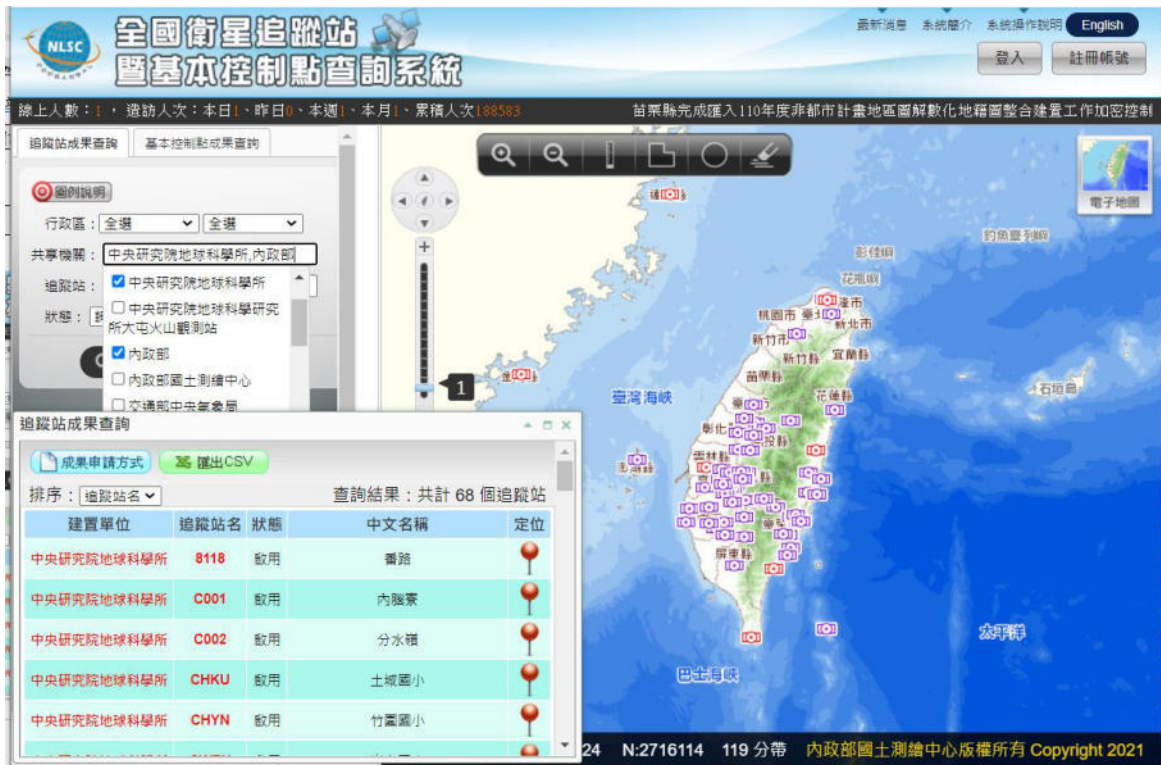 NLSC
全國衛星追蹤站
暨基本控制點查詢系統
最新消息 系統簡介 系統操作說明 English
登入 註冊帳號
線上人數：1 ， 造訪人次：本日1、昨日0、本週1、本月1、累積人次188583
苗栗縣完成匯入110年度非都市計畫地區圖解數化地籍圖整合建置工作加密控制
追蹤站成果查詢 基本控制點成果查詢
圖例說明
行政區： 全選 全選
共享機關： 中央研究院地球科學所,內政部
追蹤站：
中央研究院地球科學所
中央研究院地球科學研究
所大屯火山觀測站
狀態：
內政部
內政部國土測繪中心
交通部中央氣象局
1
電子地圖
釣魚臺列嶼
彭佳嶼
花瓶嶼
桃園市
新北市
新竹市
新竹縣
宜蘭縣
苗栗縣
花蓮縣
臺灣海峽
石垣島
彰化
雲林縣
屏東縣
太平洋
巴士海峽
追蹤站成果查詢
成果申請方式 匯出CSV
排序： 追蹤站名 查詢結果：共計 68 個追蹤站
建置單位 追蹤站名 狀態 中文名稱 定位
中央研究院地球科學所 8118 啟用 番路
中央研究院地球科學所 C001 啟用 內腦寮
中央研究院地球科學所 C002 啟用 分水嶺
中央研究院地球科學所 CHKU 啟用 土城國小
中央研究院地球科學所 CHYN 啟用 竹圍國小
24 N:2716114 119 分帶 內政部國土測繪中心版權所有 Copyright 2021